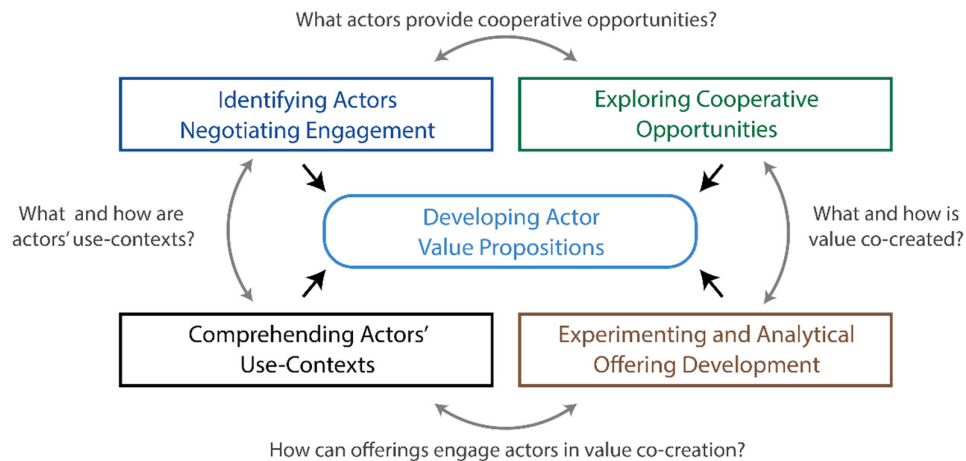 What actors provide cooperative opportunities?
Identifying Actors
Negotiating Engagement
Exploring Cooperative
Opportunities
What and how are
actors' use-contexts?
Developing Actor
Value Propositions
What and how is
value co-created?
Comprehending Actors'
Use-Contexts
Experimenting and Analytical
Offering Development
How can offerings engage actors in value co-creation?